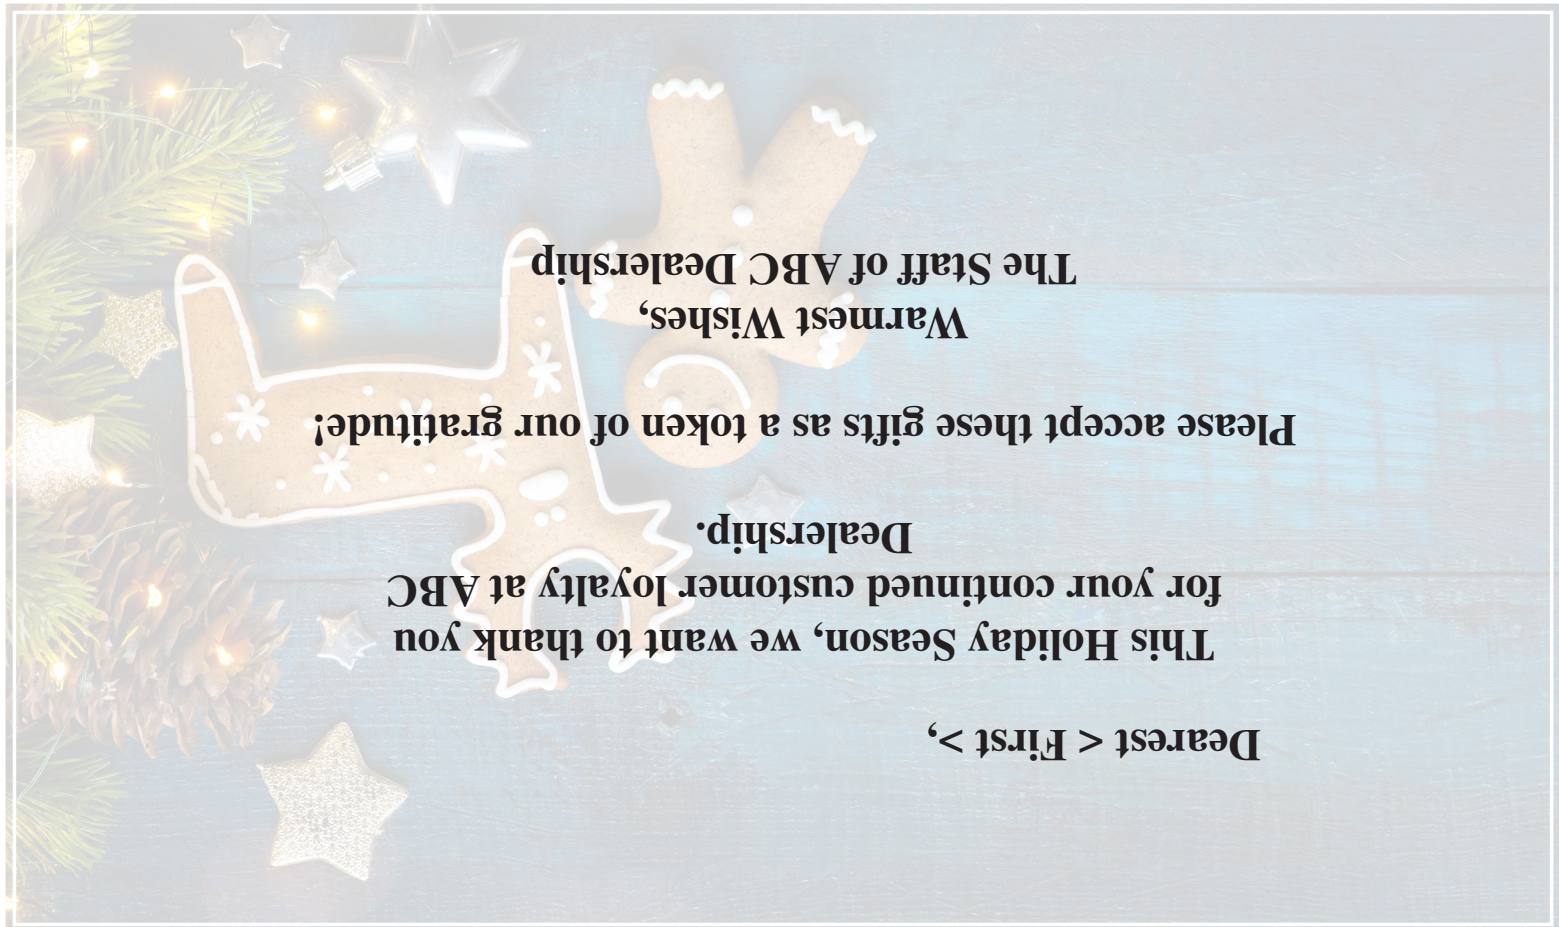 Dearest < First >,
This Holiday Season, we want to thank you
for your continued customer loyalty at ABC
Dealership.
Please accept these gifts as a token of our gratitude!
Warmest Wishes,
The Staff of ABC Dealership